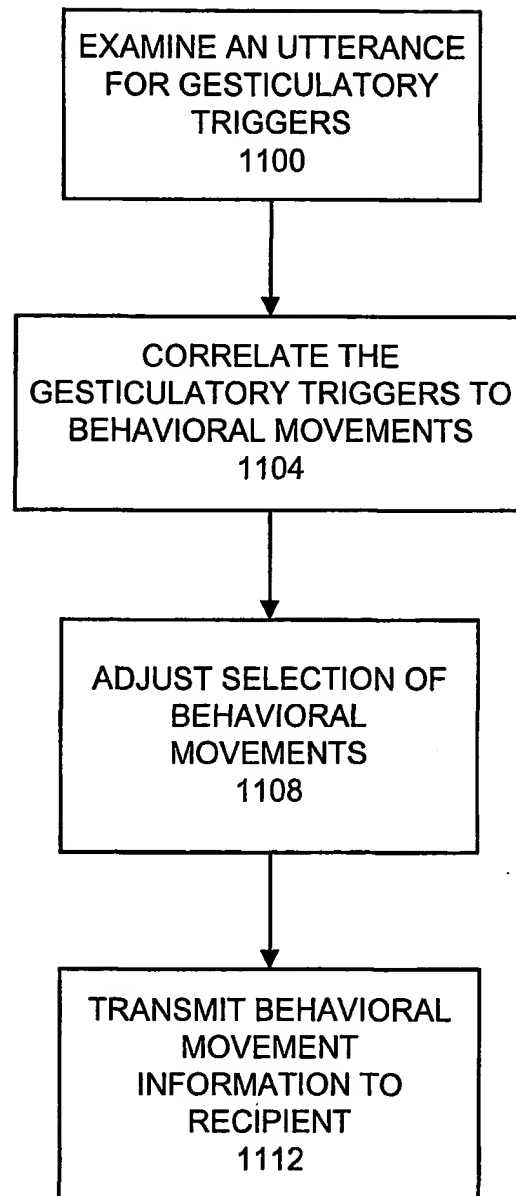 EXAMINE AN UTTERANCE
FOR GESTICULATORY
TRIGGERS
1100
CORRELATE THE
GESTICULATORY TRIGGERS TO
BEHAVIORAL MOVEMENTS
1104
ADJUST SELECTION OF
BEHAVIORAL
MOVEMENTS
1108
TRANSMIT BEHAVIORAL
MOVEMENT
INFORMATION TO
RECIPIENT
1112